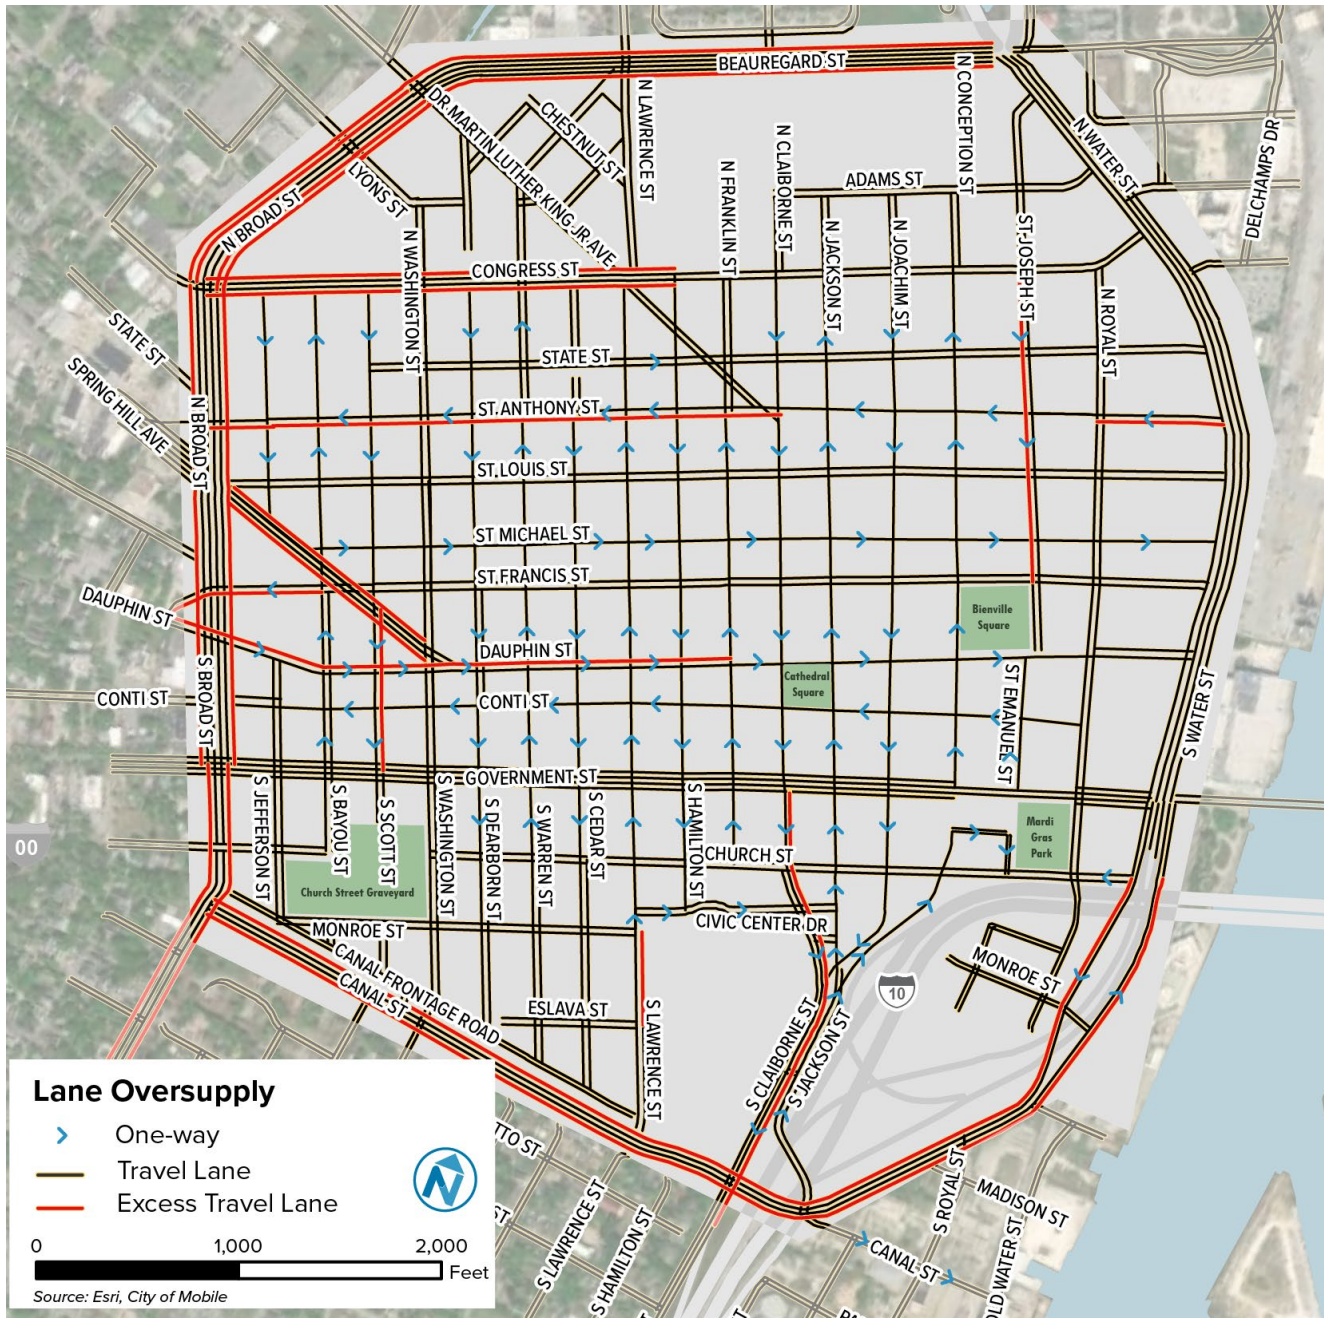 BEAUREGARD ST
N CONCEPTION ST
N LAWRENCE ST
DR MARTIN LUTHER KING JR AVE
CHESTNUT ST
N WATER ST
DELCHAMPS DR
N CLAIBORNE ST
N FRANKLIN ST
ADAMS ST
LYONS ST
N BROAD ST
N WASHINGTON ST
N JACKSON ST
N JOACHIM ST
ST JOSEPH ST
CONGRESS ST
N ROYAL ST
STATE ST
STATE ST
SPRING HILL AVE
N BROAD ST
ST ANTHONY ST
ST LOUIS ST
ST MICHAEL ST
ST FRANCIS ST
DAUPHIN ST
Bienville
Square
DAUPHIN ST
Cathedral
Square
CONTI ST
S BROAD ST
CONTI ST
ST EMANUEL ST
S WATER ST
GOVERNMENT ST
S JEFFERSON ST
S BAYOU ST
S SCOTT ST
S WASHINGTON ST
S DEARBORN ST
S WARREN ST
S CEDAR ST
S HAMILTON ST
Mardi
Gras
Park
00
CHURCH ST
Church Street Graveyard
MONROE ST
CIVIC CENTER DR
CANAL FRONTAGE ROAD
CANAL ST
MONROE ST
10
ESLAVA ST
S LAWRENCE ST
S CLAIBORNE ST
S JACKSON ST
Lane Oversupply
One-way
Travel Lane
Excess Travel Lane
N
0 1,000 2,000
Feet
Source: Esri, City of Mobile
TTO ST
ST
S LAWRENCE ST
S HAMILTON ST
S ROYAL ST
MADISON ST
OLD WATER ST
CANAL ST